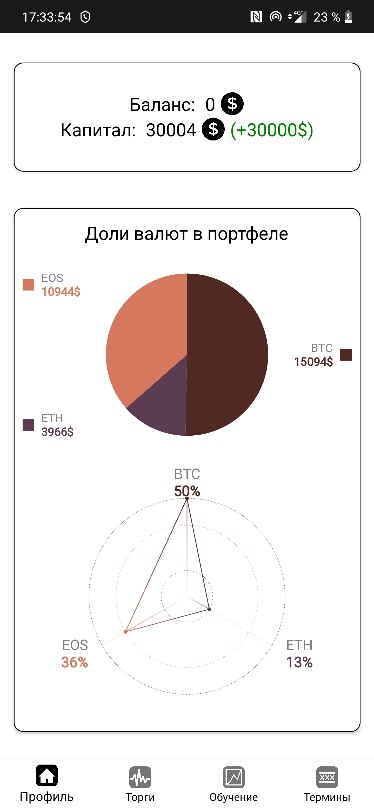 17:33:54 23 %
Баланс: 0 $
Капитал: 30004 $ (+30000$)
Доли валют в портфеле
EOS
10944$
BTC
15094$
ETH
3966$
BTC
50%
EOS
36%
ETH
13%
Профиль Торги Обучение Термины